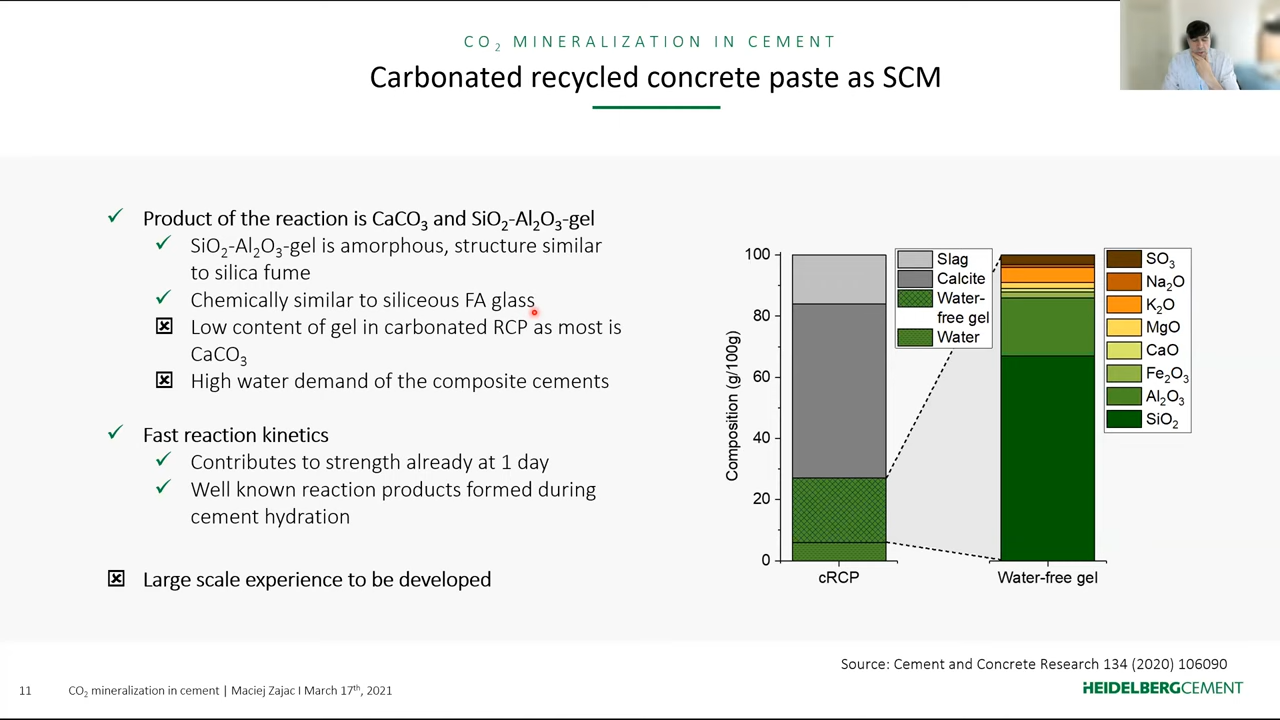 CO₂ MINERALIZATION IN CEMENT
Carbonated recycled concrete paste as SCM
Product of the reaction is CaCO₃ and SiO₂-Al₂O₃-gel
SiO₂-Al₂O₃-gel is amorphous, structure similar
to silica fume
Chemically similar to siliceous FA glass
Low content of gel in carbonated RCP as most is
CaCO₃
High water demand of the composite cements
Fast reaction kinetics
Contributes to strength already at 1 day
Well known reaction products formed during
cement hydration
Large scale experience to be developed
Composition (g/100g)
100
80
60
40
20
0
cRCP
Water-free gel
Slag
Calcite
Water-
free gel
Water
SO₃
Na₂O
K₂O
MgO
CaO
Fe₂O₃
Al₂O₃
SiO₂
Source: Cement and Concrete Research 134 (2020) 106090
11
CO₂ mineralization in cement | Maciej Zajac I March 17th, 2021
HEIDELBERGCEMENT